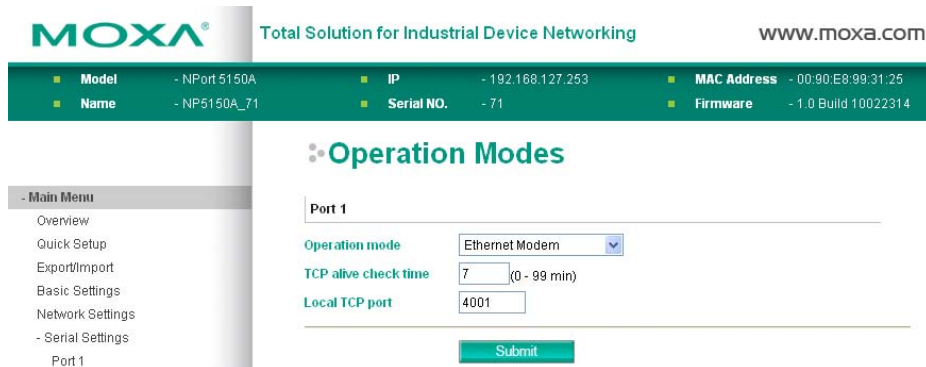 MOXA® Total Solution for Industrial Device Networking www.moxa.com
Model - NPort 5150A IP - 192.168.127.253 MAC Address - 00:90:E8:99:31:25
Name - NP5150A_71 Serial NO. - 71 Firmware - 1.0 Build 10022314
Operation Modes
- Main Menu
Overview
Quick Setup
Export/Import
Basic Settings
Network Settings
- Serial Settings
Port 1
Port 1
Operation mode Ethernet Modem
TCP alive check time 7 (0 - 99 min)
Local TCP port 4001
Submit